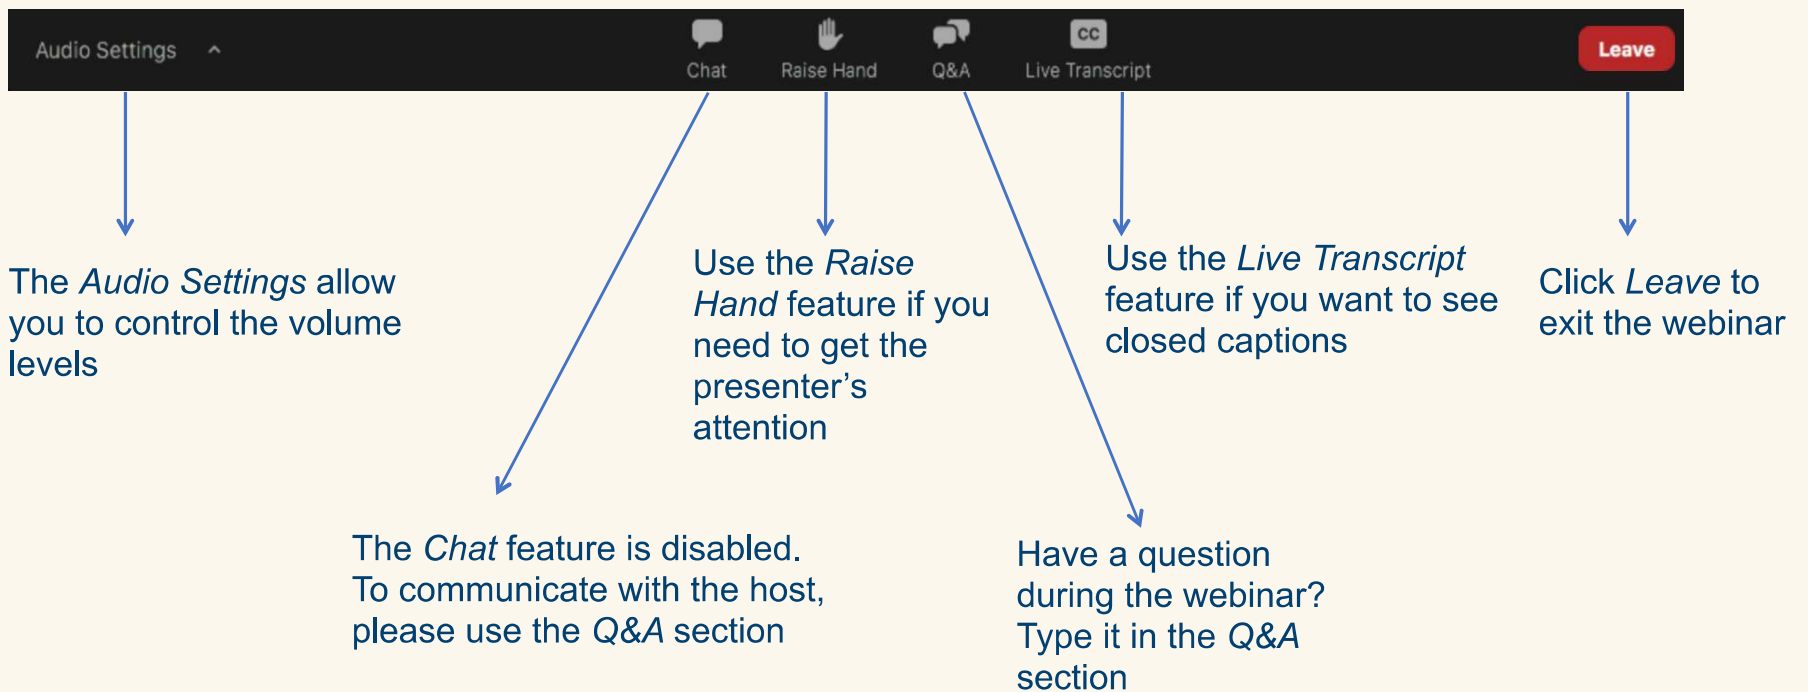 Audio Settings
Chat
Raise Hand
Q&A
CC
Live Transcript
Leave
The Audio Settings allow
you to control the volume
levels
Use the Raise
Hand feature if you
need to get the
presenter’s
attention
Use the Live Transcript
feature if you want to see
closed captions
Click Leave to
exit the webinar
The Chat feature is disabled.
To communicate with the host,
please use the Q&A section
Have a question
during the webinar?
Type it in the Q&A
section